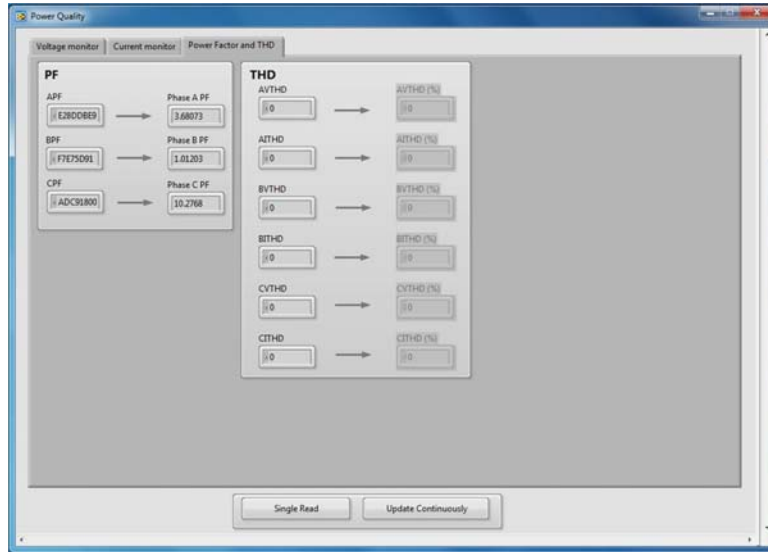 Power Quality
Voltage monitor Current monitor Power Factor and THD
PF
APF Phase A PF
x E28DDBE9 3.68073
BPF Phase B PF
x F7E75D91 1.01203
CPF Phase C PF
x ADC91800 10.2768
THD
AVTHD AVTHD (%)
x 0 x 0
AITHD AITHD (%)
x 0 x 0
BVTHD BVTHD (%)
x 0 x 0
BITHD BITHD (%)
x 0 x 0
CVTHD CVTHD (%)
x 0 x 0
CITHD CITHD (%)
x 0 x 0
Single Read Update Continuously